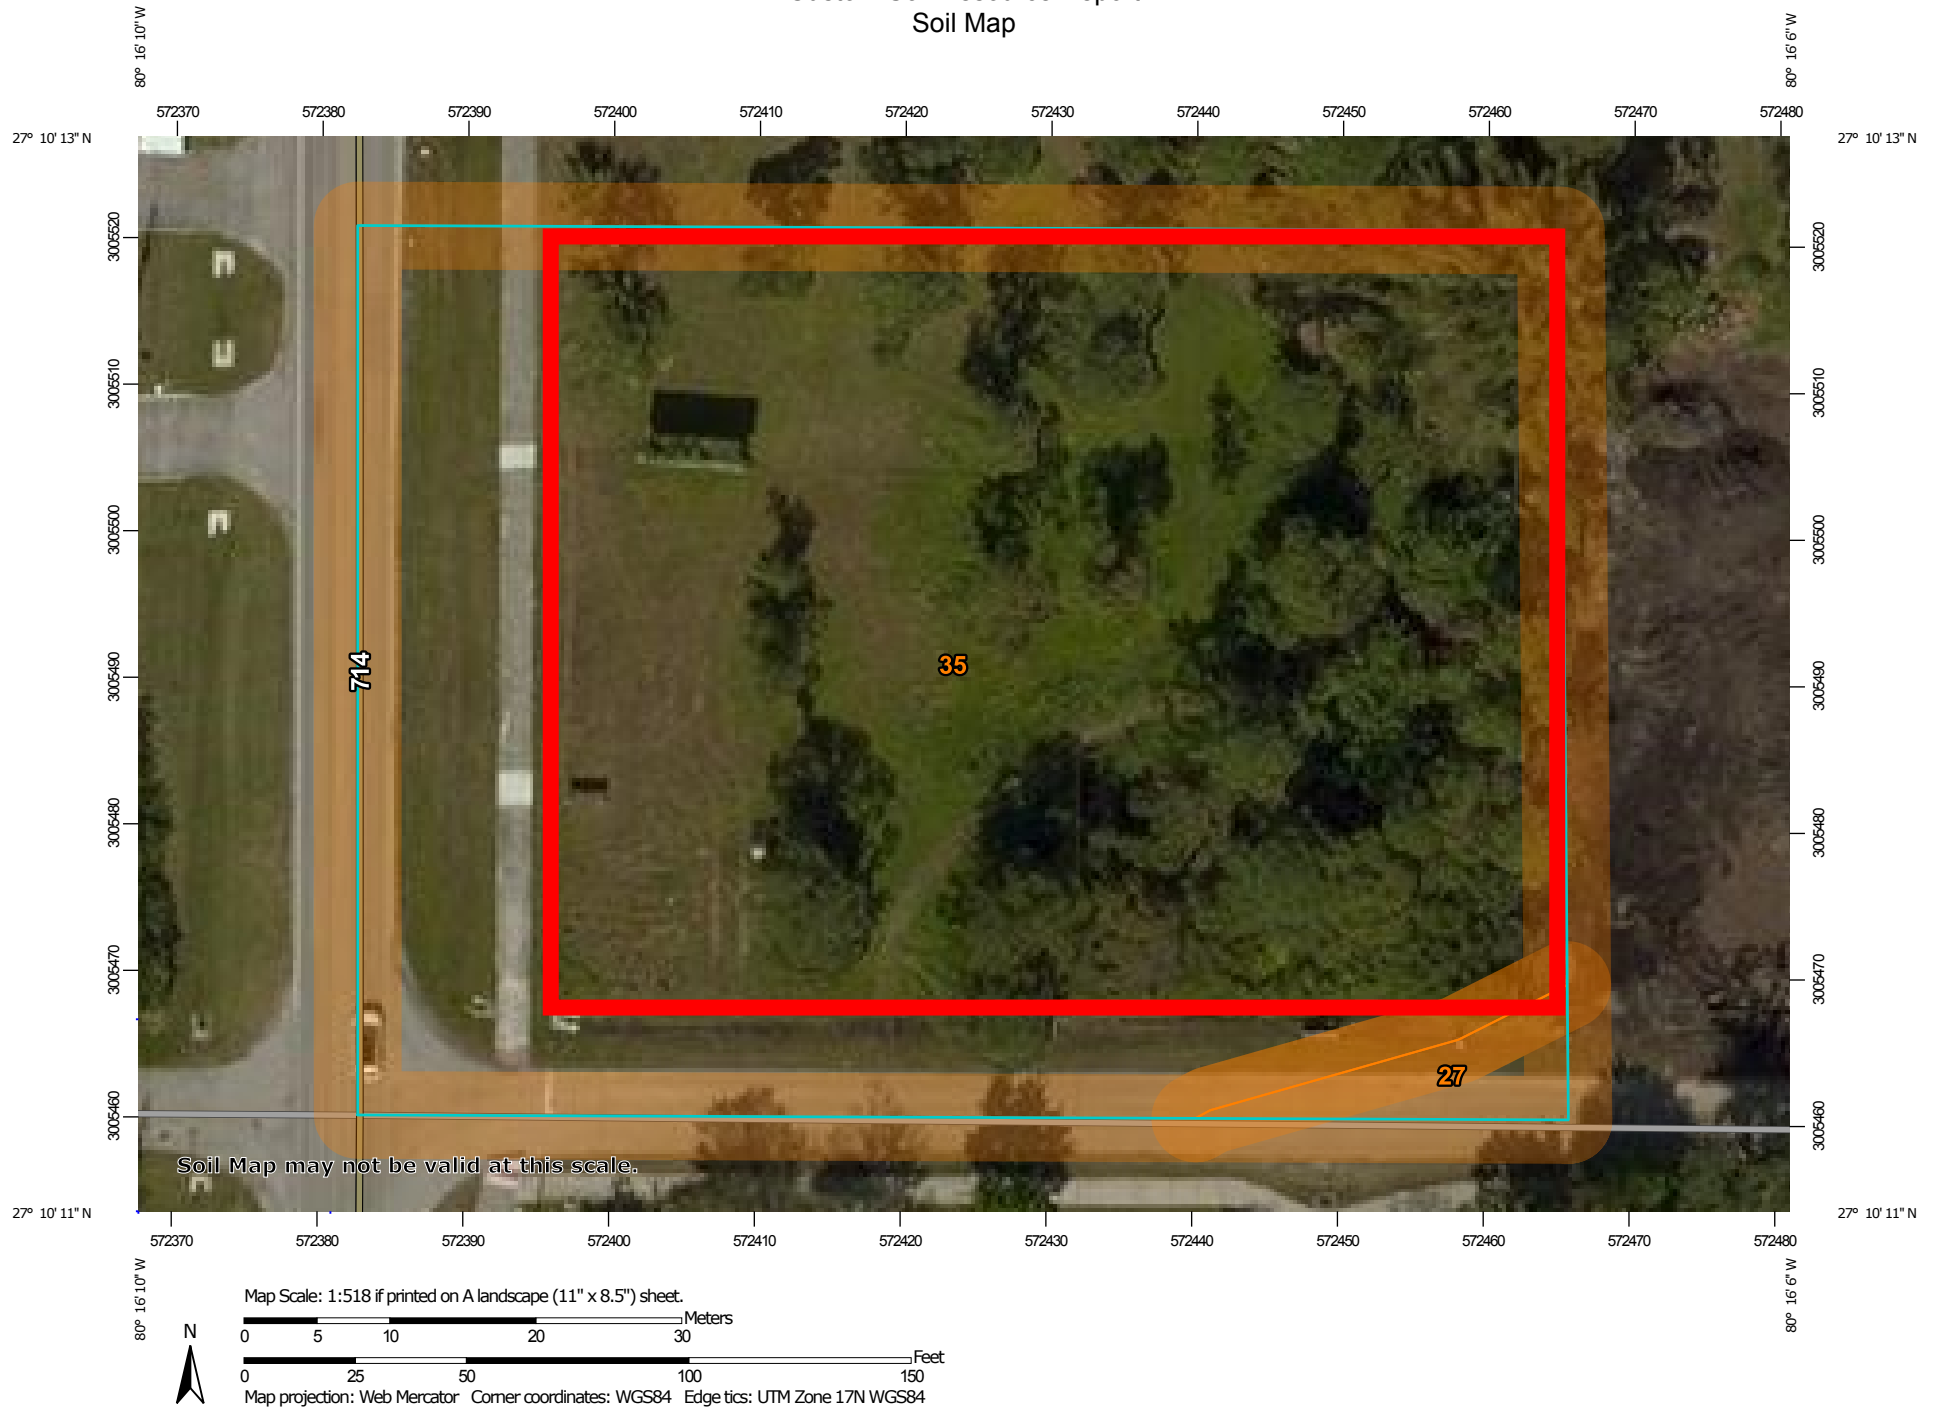 Soil Map
80° 16' 10'' W
80° 16' 6'' W
572370 572380 572390 572400 572410 572420 572430 572440 572450 572460 572470 572480
27° 10' 13'' N
27° 10' 13'' N
3005520
3005510
3005500
3005490
3005480
3005470
3005460
3005520
3005510
3005500
3005490
3005480
3005470
3005460
714
35
27
Soil Map may not be valid at this scale.
27° 10' 11'' N
27° 10' 11'' N
572370 572380 572390 572400 572410 572420 572430 572440 572450 572460 572470 572480
80° 16' 10'' W
80° 16' 6'' W
Map Scale: 1:518 if printed on A landscape (11" x 8.5") sheet.
Meters
0 5 10 20 30
N
Feet
0 25 50 100 150
Map projection: Web Mercator Corner coordinates: WGS84 Edge tics: UTM Zone 17N WGS84